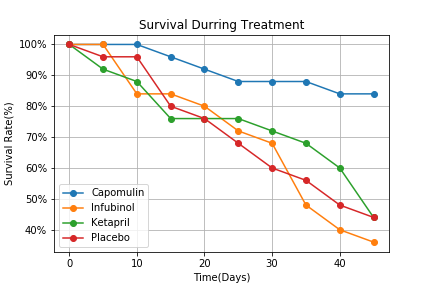 Survival Durring Treatment
100%
90%
80%
70%
60%
50%
40%
Survival Rate(%)
Capomulin
Infubinol
Ketapril
Placebo
0 10 20 30 40
Time(Days)